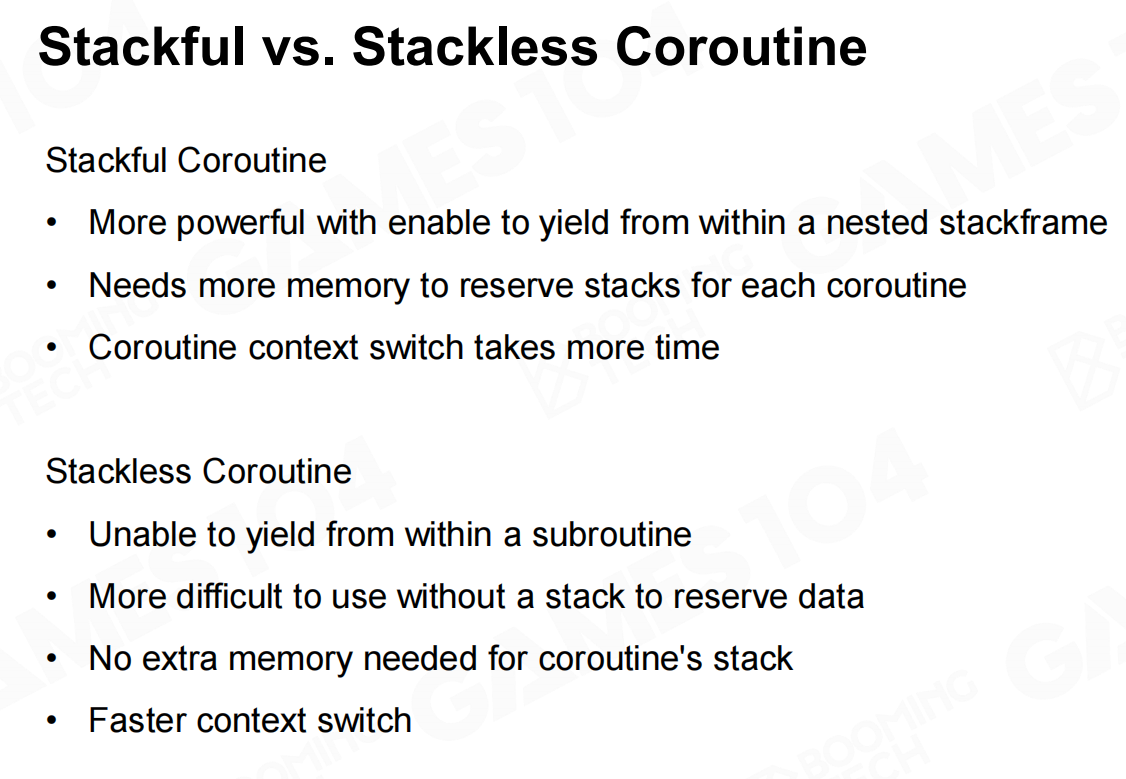 Stackful vs. Stackless Coroutine
Stackful Coroutine
• More powerful with enable to yield from within a nested stackframe
• Needs more memory to reserve stacks for each coroutine
• Coroutine context switch takes more time
Stackless Coroutine
• Unable to yield from within a subroutine
• More difficult to use without a stack to reserve data
• No extra memory needed for coroutine's stack
• Faster context switch
GAMES104
BOOMING
TECH